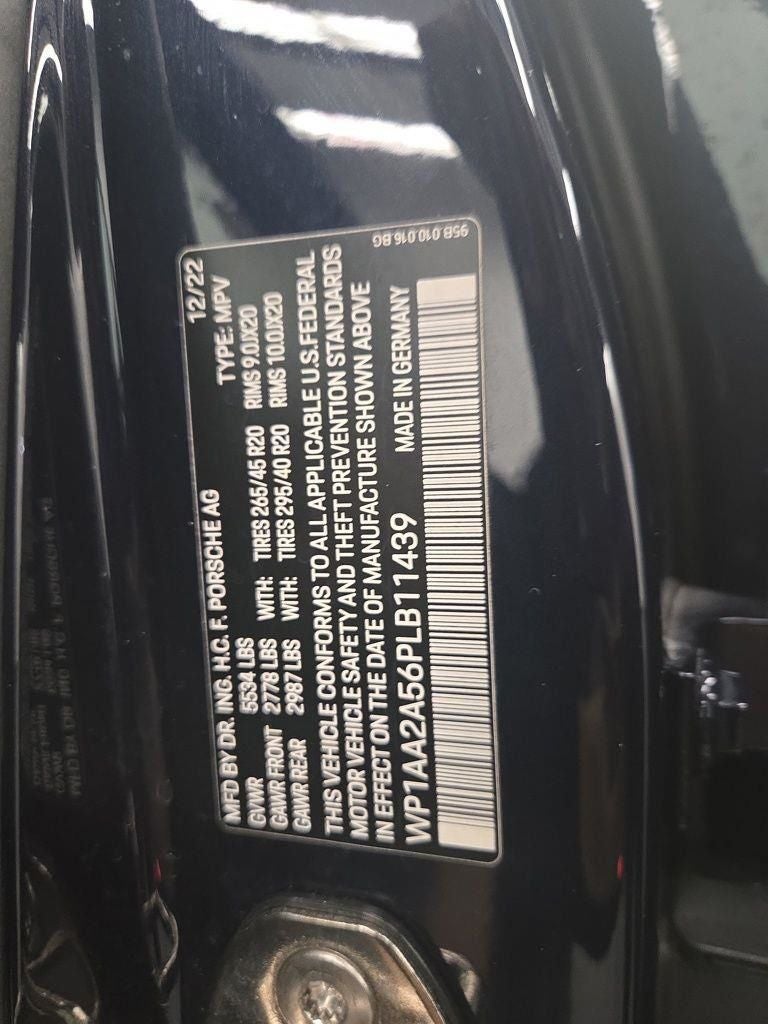 12/22
MFD BY DR. ING. H.C. F. PORSCHE AG TYPE: MPV
GVWR 5534 LBS WITH: TIRES 265/45 R20 RIMS 9.0JX20
GAWR FRONT 2778 LBS WITH: TIRES 295/40 R20 RIMS 10.0JX20
GAWR REAR 2987 LBS
THIS VEHICLE CONFORMS TO ALL APPLICABLE U.S.FEDERAL
MOTOR VEHICLE SAFETY AND THEFT PREVENTION STANDARDS
IN EFFECT ON THE DATE OF MANUFACTURE SHOWN ABOVE
WP1AA2A56PLB11439 MADE IN GERMANY
95B.010.016.BG